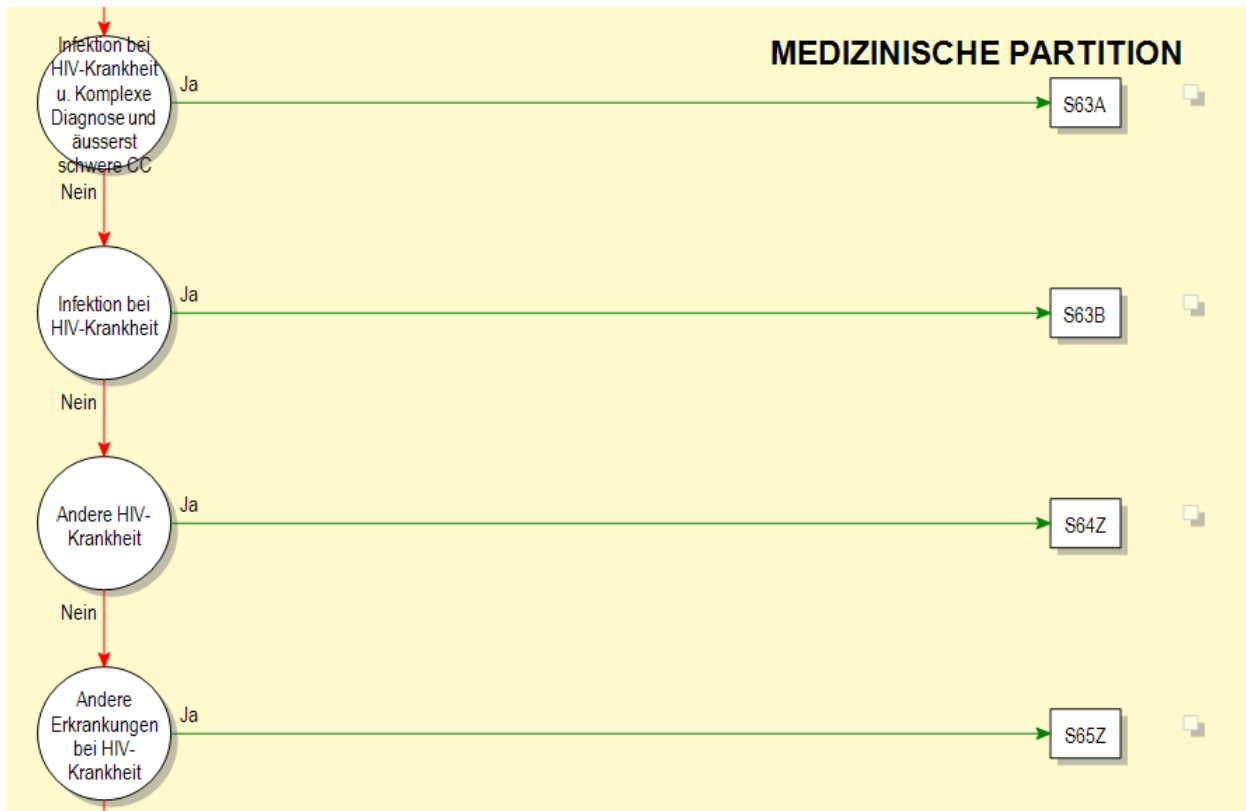 MEDIZINISCHE PARTITION
Infektion bei
HIV-Krankheit
u. Komplexe
Diagnose und
äusserst
schwere CC
Ja
S63A
Nein
Infektion bei
HIV-Krankheit
Ja
S63B
Nein
Andere HIV-
Krankheit
Ja
S64Z
Nein
Andere
Erkrankungen
bei HIV-
Krankheit
Ja
S65Z